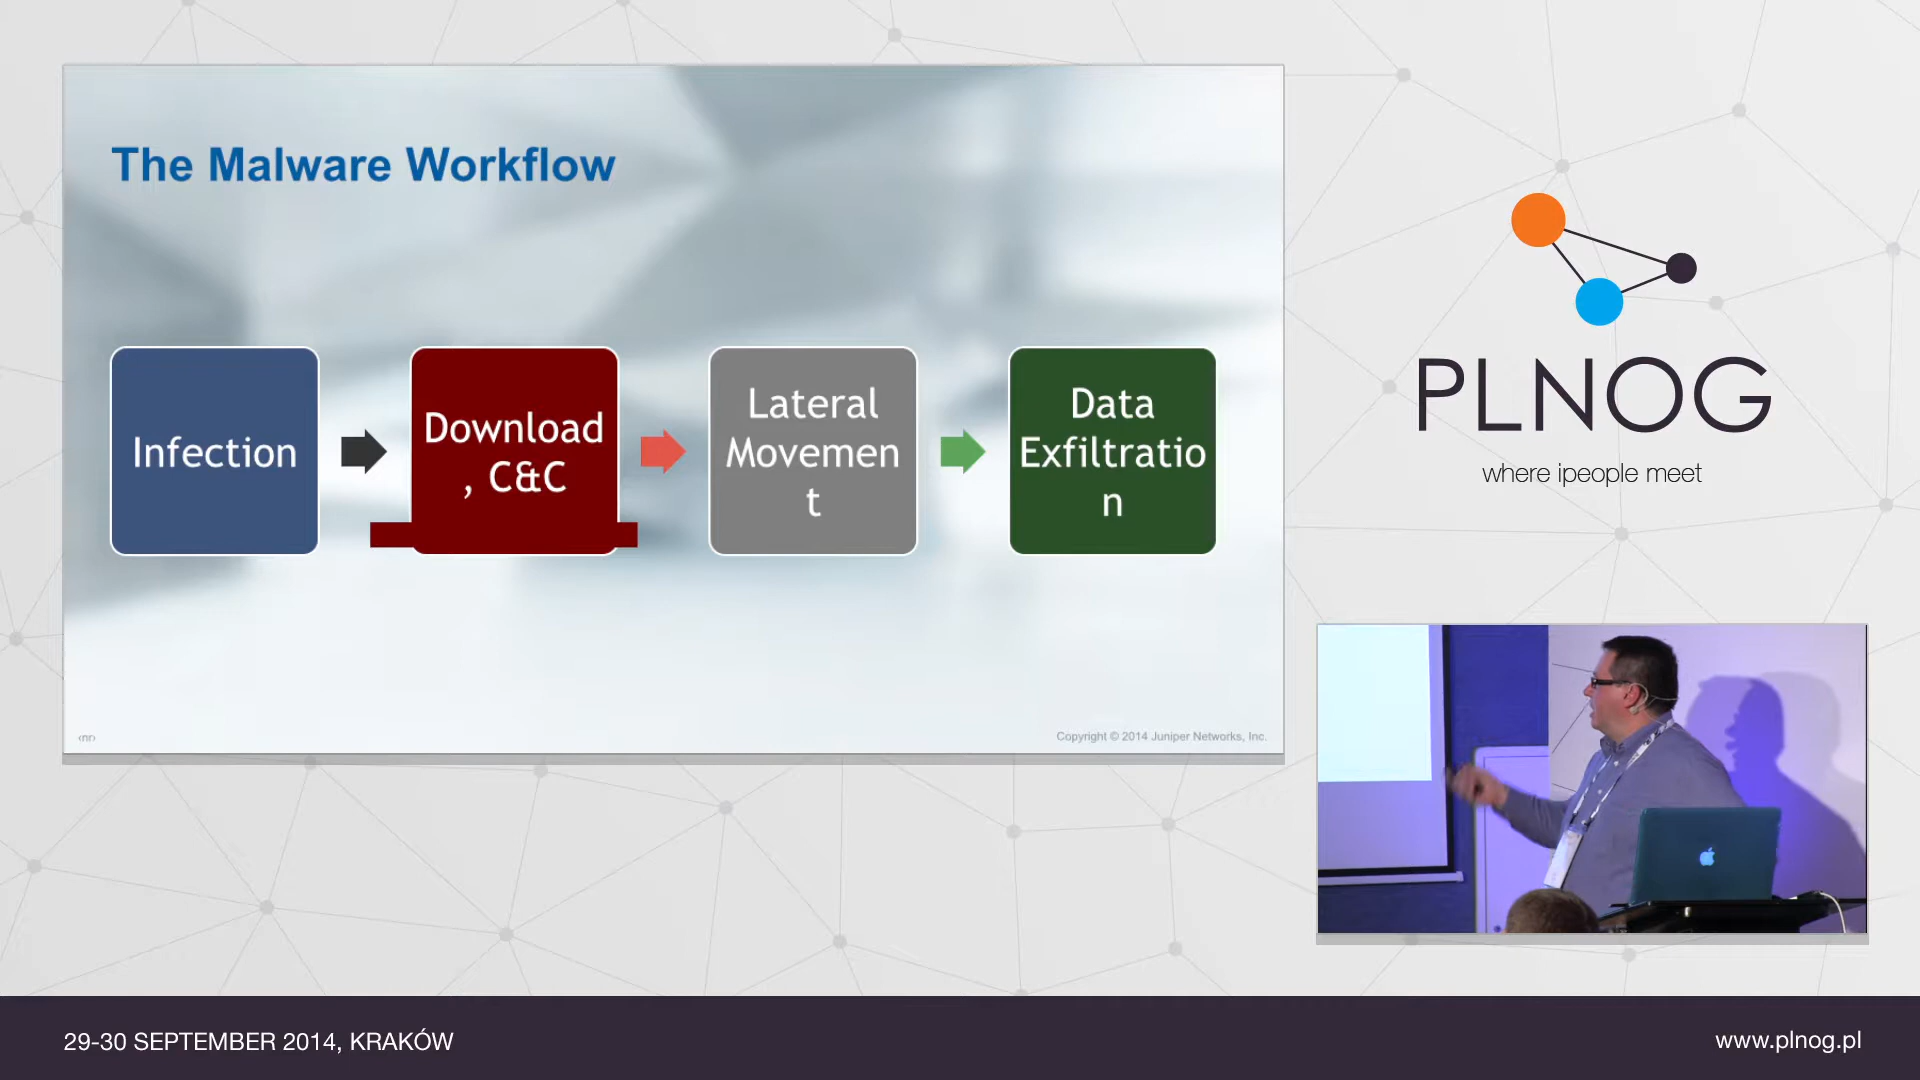 The Malware Workflow
Infection
Download
, C&C
Lateral
Movemen
t
Data
Exfiltratio
n
‹nr›
Copyright © 2014 Juniper Networks, Inc.
PLNOG
where ipeople meet
29-30 SEPTEMBER 2014, KRAKÓW
www.plnog.pl